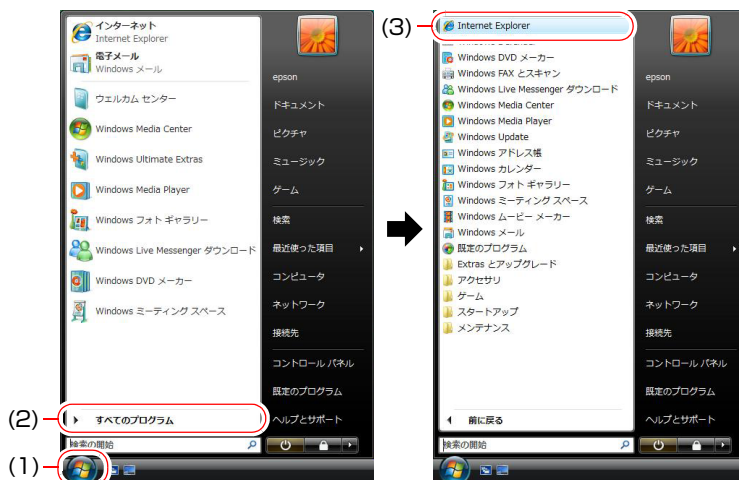 インターネット
Internet Explorer
電子メール
Windows メール
ウェルカム センター
Windows Media Center
Windows Ultimate Extras
Windows Media Player
Windows フォト ギャラリー
Windows Live Messenger ダウンロード
Windows DVD メーカー
Windows ミーティング スペース
(2)
すべてのプログラム
検索の開始
(1)
epson
ドキュメント
ピクチャ
ミュージック
ゲーム
検索
最近使った項目
コンピュータ
ネットワーク
接続先
コントロール パネル
既定のプログラム
ヘルプとサポート
(3)
Internet Explorer
Windows DVD メーカー
Windows FAX とスキャン
Windows Live Messenger ダウンロード
Windows Media Center
Windows Media Player
Windows Update
Windows アドレス帳
Windows カレンダー
Windows フォト ギャラリー
Windows ミーティング スペース
Windows ムービー メーカー
Windows メール
既定のプログラム
Extras とアップグレード
アクセサリ
ゲーム
スタートアップ
メンテナンス
前に戻る
検索の開始
epson
ドキュメント
ピクチャ
ミュージック
ゲーム
検索
最近使った項目
コンピュータ
ネットワーク
接続先
コントロール パネル
既定のプログラム
ヘルプとサポート